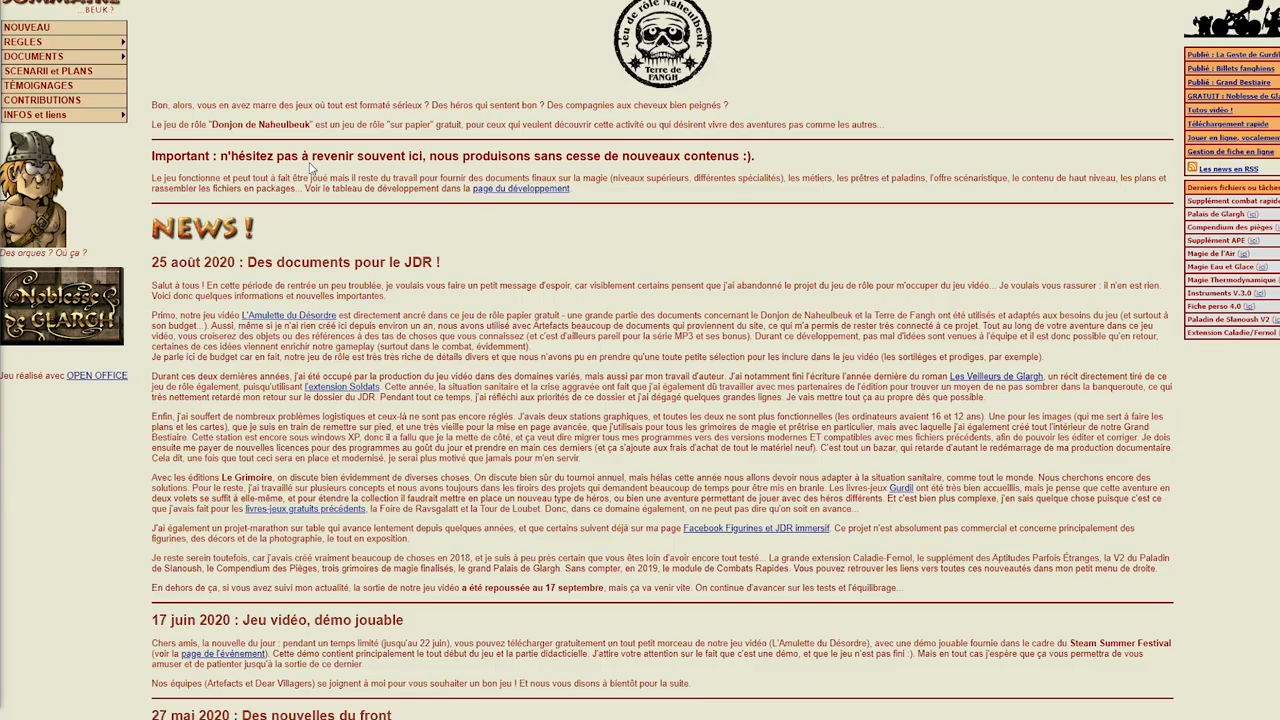 SOMMAIRE
...BEUK ?
NOUVEAU
REGLES
DOCUMENTS
SCENARII et PLANS
TÉMOIGNAGES
CONTRIBUTIONS
INFOS et liens
Des orques ? Où ça ?
Noblesse
de GLARGH
Jeu réalisé avec OPEN OFFICE
Jeu de rôle Naheulbeuk
Terre de
FANGH
Bon, alors, vous en avez marre des jeux où tout est formaté sérieux ? Des héros qui sentent bon ? Des compagnies aux cheveux bien peignés ?
Le jeu de rôle "Donjon de Naheulbeuk" est un jeu de rôle "sur papier" gratuit, pour ceux qui veulent découvrir cette activité ou qui désirent vivre des aventures pas comme les autres...
Important : n'hésitez pas à revenir souvent ici, nous produisons sans cesse de nouveaux contenus :).
Le jeu fonctionne et peut tout à fait être joué mais il reste du travail pour fournir des documents finaux sur la magie (niveaux supérieurs, différentes spécialités), les métiers, les prêtres et paladins, l'offre scénaristique, le contenu de haut niveau, les plans et
rassembler les fichiers en packages... Voir le tableau de développement dans la page du développement.
NEWS !
25 août 2020 : Des documents pour le JDR !
Salut à tous ! En cette période de rentrée un peu troublée, je voulais vous faire un petit message d'espoir, car visiblement certains pensent que j'ai abandonné le projet du jeu de rôle pour m'occuper du jeu vidéo... Je voulais vous rassurer : il n'en est rien.
Voici donc quelques informations et nouvelles importantes.
Primo, notre jeu vidéo L'Amulette du Désordre est directement ancré dans ce jeu de rôle papier gratuit - une grande partie des documents concernant le Donjon de Naheulbeuk et la Terre de Fangh ont été utilisés et adaptés aux besoins du jeu (et surtout à
son budget...). Aussi, même si je n'ai rien créé ici depuis environ un an, nous avons utilisé avec Artefacts beaucoup de documents qui proviennent du site, ce qui m'a permis de rester très connecté à ce projet. Tout au long de votre aventure dans ce jeu
vidéo, vous croiserez des objets ou des références à des tas de choses que vous connaissez (et c'est d'ailleurs pareil pour la série MP3 et ses bonus). Durant ce développement, pas mal d'idées sont venues à l'équipe et il est donc possible qu'en retour,
certaines de ces idées viennent enrichir notre gameplay (surtout dans le combat, évidemment).
Je parle ici de budget car en fait, notre jeu de rôle est très très riche de détails divers et que nous n'avons pu en prendre qu'une toute petite sélection pour les inclure dans le jeu vidéo (les sortilèges et prodiges, par exemple).
Durant ces deux dernières années, j'ai été occupé par la production du jeu vidéo dans des domaines variés, mais aussi par mon travail d'auteur. J'ai notamment fini l'écriture l'année dernière du roman Les Veilleurs de Glargh, un récit directement tiré de ce
jeu de rôle également, puisqu'utilisant l'extension Soldats. Cette année, la situation sanitaire et la crise aggravée ont fait que j'ai également dû travailler avec mes partenaires de l'édition pour trouver un moyen de ne pas sombrer dans la banqueroute, ce qui
très nettement retardé mon retour sur le dossier du JDR. Pendant tout ce temps, j'ai réfléchi aux priorités de ce dossier et j'ai dégagé quelques grandes lignes. Je vais mettre tout ça au propre dès que possible.
Enfin, j'ai souffert de nombreux problèmes logistiques et ceux-là ne sont pas encore réglés. J'avais deux stations graphiques, et toutes les deux ne sont plus fonctionnelles (les ordinateurs avaient 16 et 12 ans). Une pour les images (qui me sert à faire les
plans et les cartes), que je suis en train de remettre sur pied, et une très vieille pour la mise en page avancée, que j'utilisais pour tous les grimoires de magie et prêtrise en particulier, mais avec laquelle j'ai également créé tout l'intérieur de notre Grand
Bestiaire. Cette station est encore sous windows XP, donc il a fallu que je la mette de côté, et ça veut dire migrer tous mes programmes vers des versions modernes ET compatibles avec mes fichiers précédents, afin de pouvoir les éditer et corriger. Je dois
ensuite me payer de nouvelles licences pour des programmes au goût du jour et prendre en main ces derniers (et ça s'ajoute aux frais d'achat de tout le matériel neuf). C'est tout un bazar, qui retarde d'autant le redémarrage de ma production documentaire.
Cela dit, une fois que tout ceci sera en place et modernisé, je serai plus motivé que jamais pour m'en servir.
Avec les éditions Le Grimoire, on discute bien évidemment de diverses choses. On discute bien sûr du tournoi annuel, mais hélas cette année nous allons devoir nous adapter à la situation sanitaire, comme tout le monde. Nous cherchons encore des
solutions. Pour le reste, j'ai travaillé sur plusieurs concepts et nous avons toujours dans les tiroirs des projets qui demandent beaucoup de temps pour être mis en branle. Les livres-jeux Gurdil ont été très bien accueillis, mais je pense que cette aventure en
deux volets se suffit à elle-même, et pour étendre la collection il faudrait mettre en place un nouveau type de héros, ou bien une aventure permettant de jouer avec des héros différents. Et c'est bien plus complexe, j'en sais quelque chose puisque c'est ce
que j'avais fait pour les livres-jeux gratuits précédents, la Foire de Ravsgalatt et la Tour de Loubet. Donc, dans ce domaine également, on ne peut pas dire qu'on soit en avance...
J'ai également un projet-marathon sur table qui avance lentement depuis quelques années, et que certains suivent déjà sur ma page Facebook Figurines et JDR immersif. Ce projet n'est absolument pas commercial et concerne principalement des
figurines, des décors et de la photographie, le tout en exposition.
Je reste serein toutefois, car j'avais créé vraiment beaucoup de choses en 2018, et je suis à peu près certain que vous êtes loin d'avoir encore tout testé... La grande extension Caladie-Fernol, le supplément des Aptitudes Parfois Étranges, la V2 du Paladin
de Slanoush, le Compendium des Pièges, trois grimoires de magie finalisés, le grand Palais de Glargh. Sans compter, en 2019, le module de Combats Rapides. Vous pouvez retrouver les liens vers toutes ces nouveautés dans mon petit menu de droite.
En dehors de ça, si vous avez suivi mon actualité, la sortie de notre jeu vidéo a été repoussée au 17 septembre, mais ça va venir vite. On continue d'avancer sur les tests et l'équilibrage...
17 juin 2020 : Jeu vidéo, démo jouable
Chers amis, la nouvelle du jour : pendant un temps limité (jusqu'au 22 juin), vous pouvez télécharger gratuitement un tout petit morceau de notre jeu vidéo (L'Amulette du Désordre), avec une démo jouable fournie dans le cadre du Steam Summer Festival
(voir la page de l'événement). Cette démo contient principalement le tout début du jeu et la partie didacticielle. J'attire votre attention sur le fait que c'est une démo, et que le jeu n'est pas fini :). Mais en tout cas j'espère que ça vous permettra de vous
amuser et de patienter jusqu'à la sortie de ce dernier.
Nos équipes (Artefacts et Dear Villagers) se joignent à moi pour vous souhaiter un bon jeu ! Et nous vous disons à bientôt pour la suite.
27 mai 2020 : Des nouvelles du front
Publié : La Geste de Gurdil
Publié : Billets fanghiens
Publié : Grand Bestiaire
GRATUIT : Noblesse de Gla
Tutos vidéo !
Téléchargement rapide
Jouer en ligne, vocalemen
Gestion de fiche en ligne
Les news en RSS
Derniers fichiers ou tâche
Supplément combat rapide
Palais de Glargh (ici)
Compendium des pièges (
Supplément APE (ici)
Magie de l'Air (ici)
Magie Eau et Glace (ici)
Magie Thermodynamique (
Instruments V.3.0 (ici)
Fiche perso 4.0 (ici)
Paladin de Slanoush V2 (ici)
Extension Caladie/Fernol (